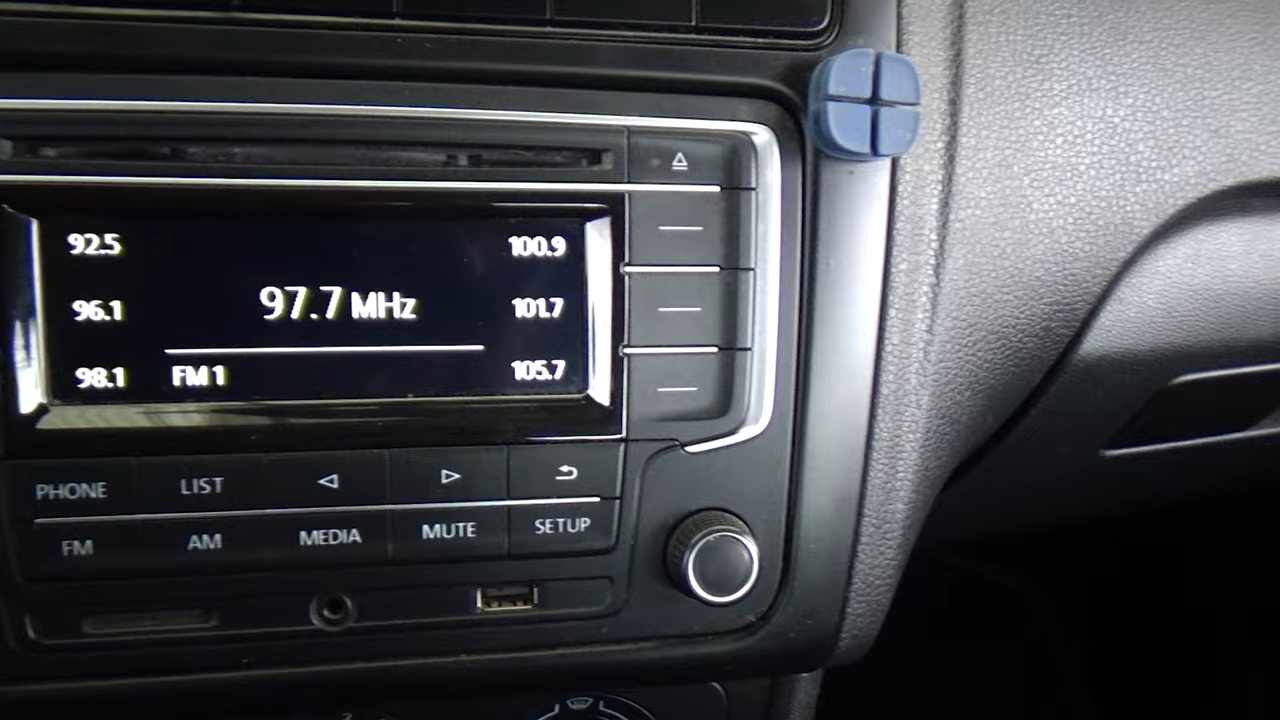 92.5
100.9
97.7 MHz
96.1
101.7
98.1
FM 1
105.7
PHONE LIST
FM AM MEDIA MUTE SETUP
2